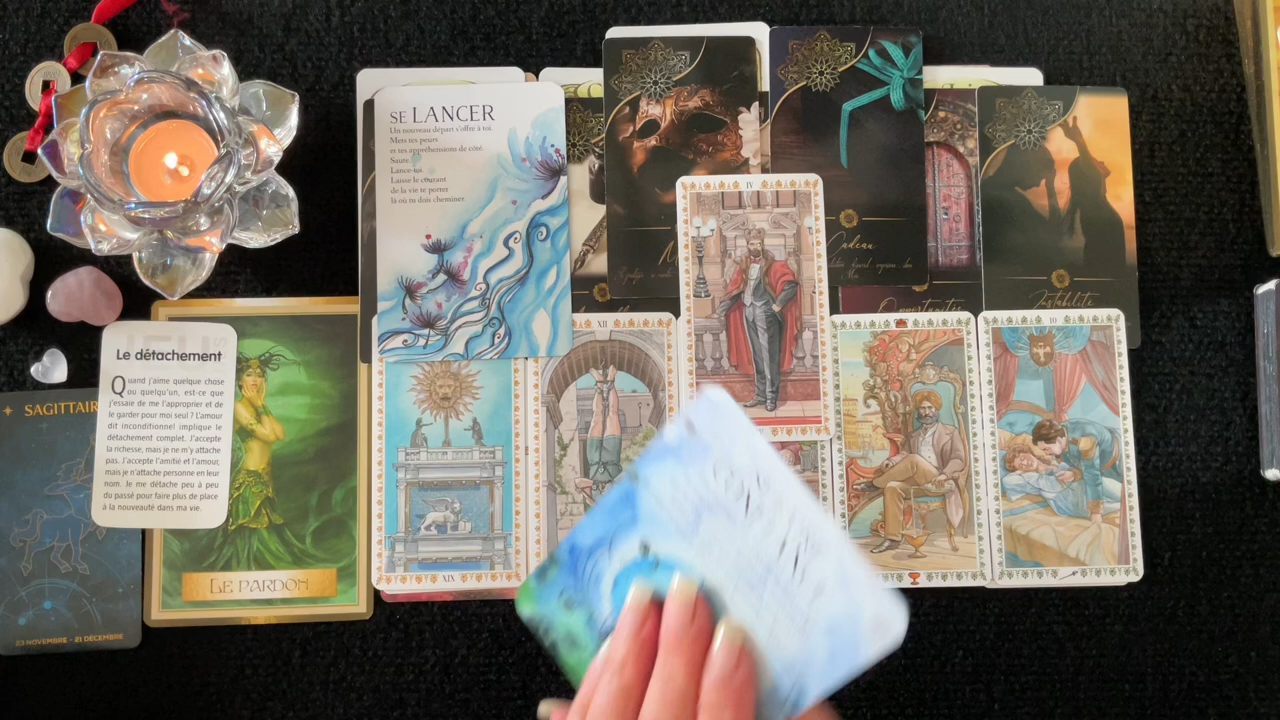 SE LANCER
Un nouveau départ s'offre à toi.
Mets tes peurs
et tes appréhensions de côté.
Saute
Lance-toi
Laisse le courant
de la vie te porter
là où tu dois cheminer
IV
Cadeau
Opportunités
Instabilité
XII
10
Le détachement
Quand j'aime quelque chose
ou quelqu'un, est-ce que
j'essaie de me l'approprier et de
le garder pour moi seul ? L'amour
dit inconditionnel implique le
détachement complet. J'accepte
la richesse, mais je ne m'y attache
pas. J'accepte l'amitié et l'amour,
mais je n'attache personne en leur
nom. Je me détache peu à peu
du passé pour faire plus de place
à la nouveauté dans ma vie.
SAGITTAIR
LE PARDON
XIX
23 NOVEMBRE - 21 DÉCEMBRE